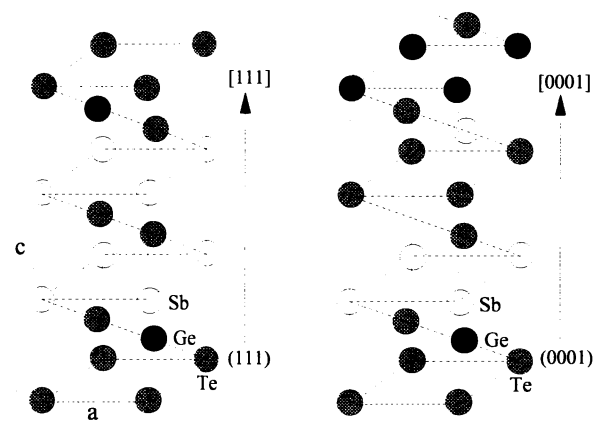 [111]
c
Sb
Ge
(111)
Te
a
[0001]
Sb
Ge
(0001)
Te